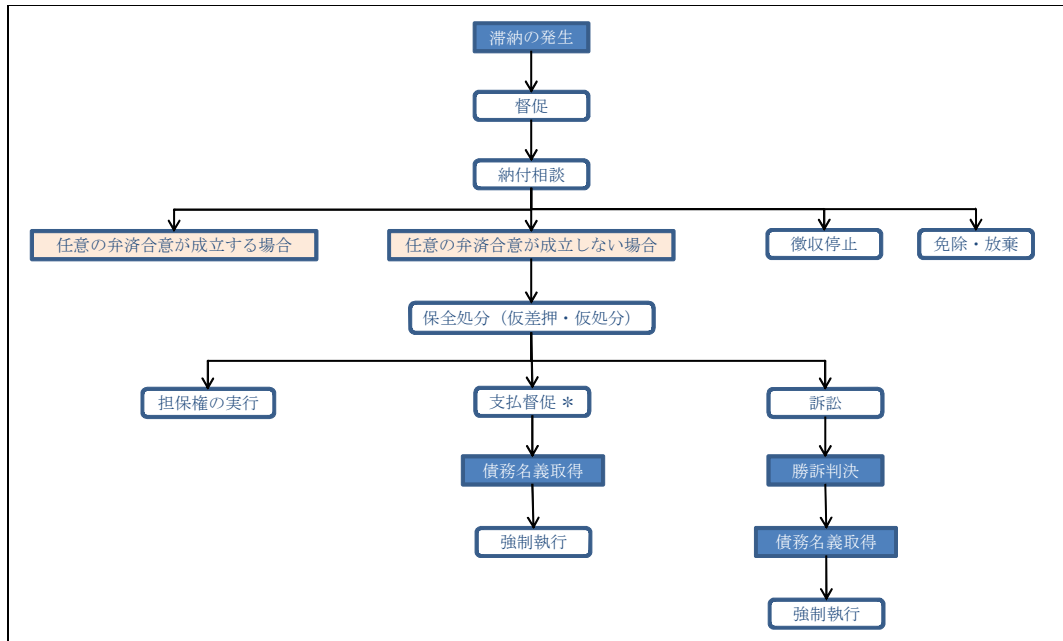 滞納の発生
督促
納付相談
任意の弁済合意が成立する場合
任意の弁済合意が成立しない場合
徴収停止
免除・放棄
保全処分（仮差押・仮処分）
担保権の実行
支払督促＊
訴訟
債務名義取得
勝訴判決
強制執行
債務名義取得
強制執行